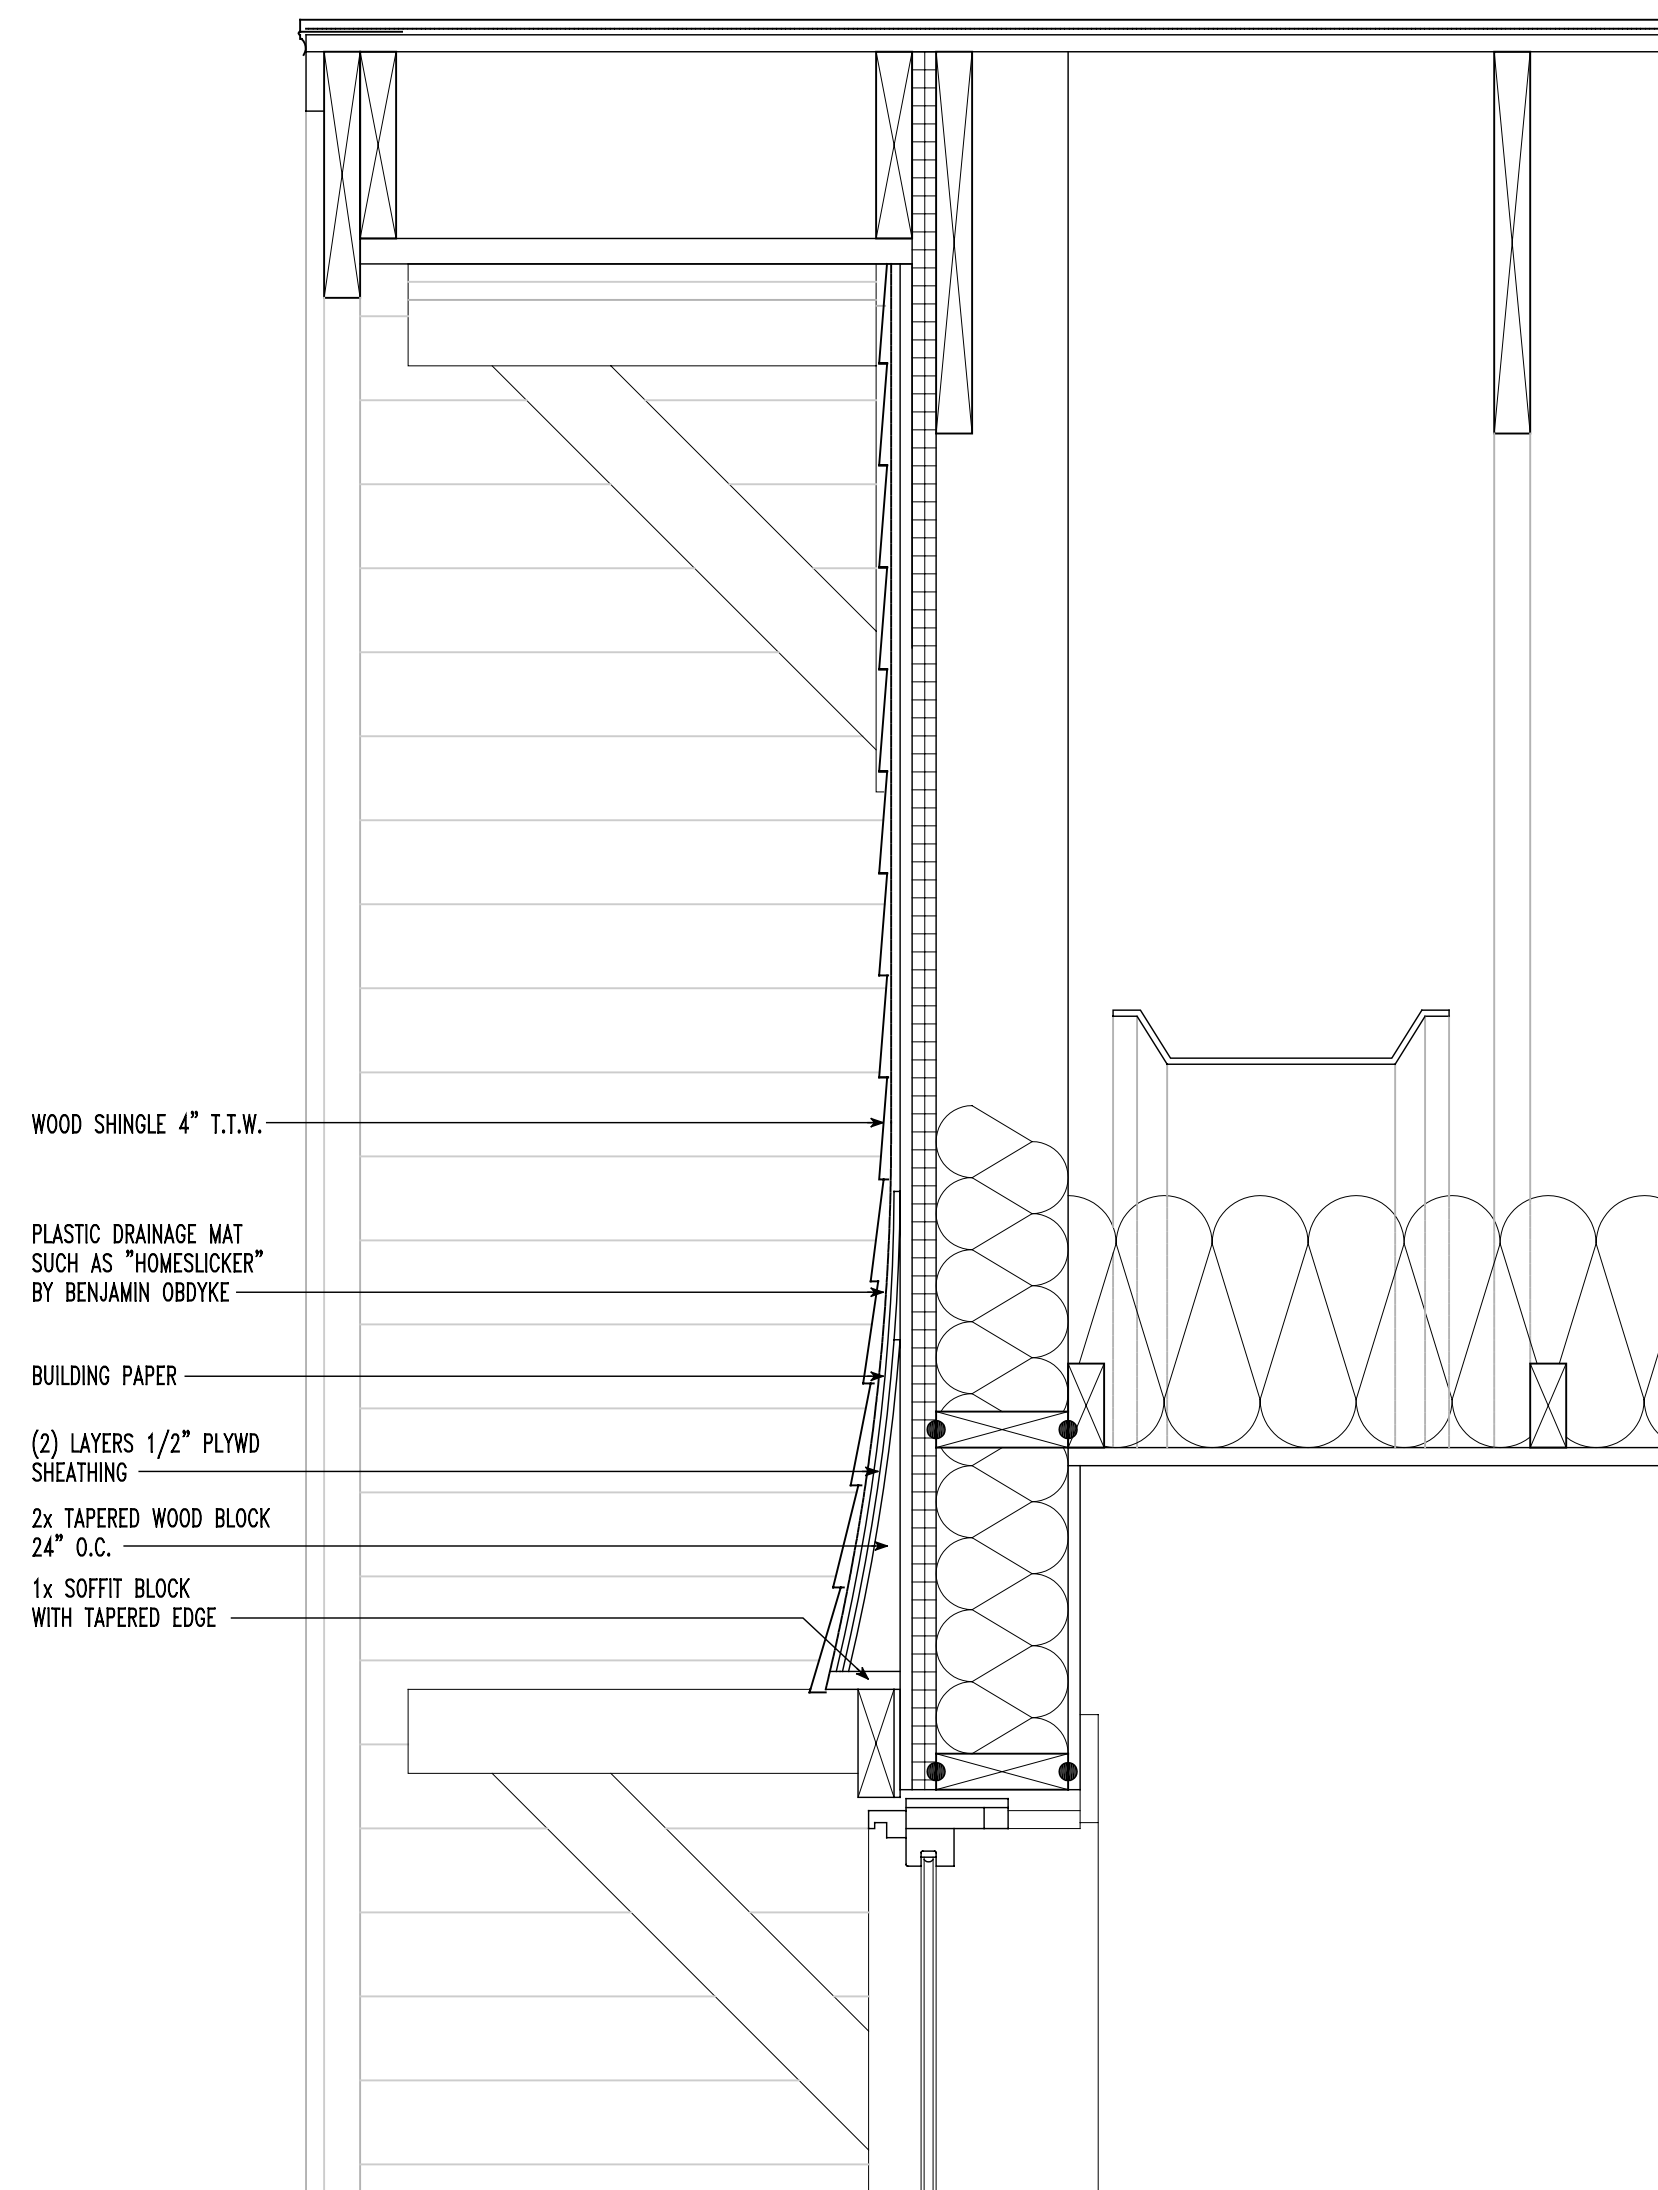 WOOD SHINGLE 4" T.T.W.
PLASTIC DRAINAGE MAT
SUCH AS "HOMESLICKER"
BY BENJAMIN OBDYKE
BUILDING PAPER
(2) LAYERS 1/2" PLYWD
SHEATHING
2x TAPERED WOOD BLOCK
24" O.C.
1x SOFFIT BLOCK
WITH TAPERED EDGE